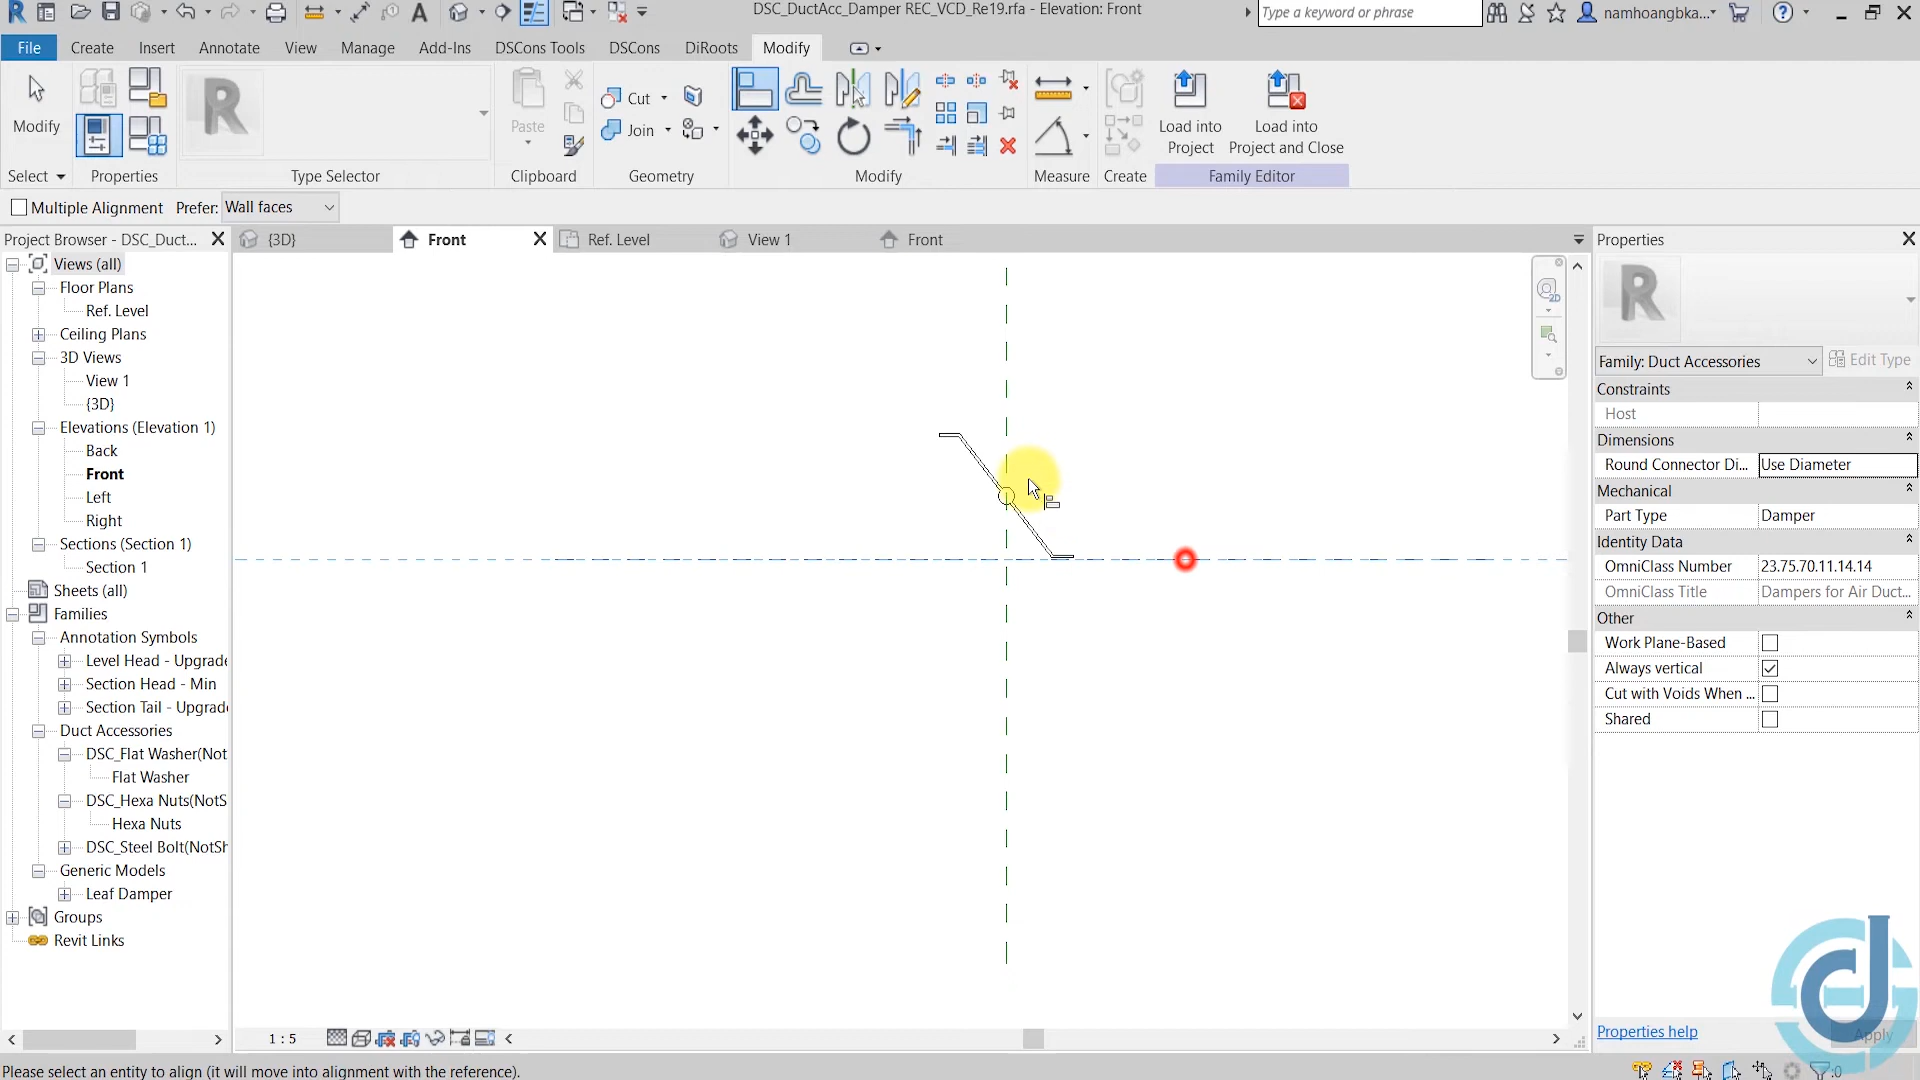 DSC_DuctAcc_Damper REC_VCD_Re19.rfa - Elevation: Front
Type a keyword or phrase
namhoangbka...
File Create Insert Annotate View Manage Add-Ins DSCons Tools DSCons DiRoots Modify
Modify
Paste
Cut
Join
Load into Project
Load into Project and Close
Select Properties Type Selector Clipboard Geometry Modify Measure Create Family Editor
Multiple Alignment Prefer: Wall faces
Project Browser - DSC_Duct...
{3D} Front Ref. Level View 1 Front
Properties
Views (all)
Floor Plans
Ref. Level
Ceiling Plans
3D Views
View 1
{3D}
Elevations (Elevation 1)
Back
Front
Left
Right
Sections (Section 1)
Section 1
Sheets (all)
Families
Annotation Symbols
Level Head - Upgrade
Section Head - Min
Section Tail - Upgrade
Duct Accessories
DSC_Flat Washer(Not
Flat Washer
DSC_Hexa Nuts(NotS
Hexa Nuts
DSC_Steel Bolt(NotSh
Generic Models
Leaf Damper
Groups
Revit Links
2D
Family: Duct Accessories Edit Type
Constraints
Host
Dimensions
Round Connector Di... Use Diameter
Mechanical
Part Type Damper
Identity Data
OmniClass Number 23.75.70.11.14.14
OmniClass Title Dampers for Air Duct...
Other
Work Plane-Based
Always vertical
Cut with Voids When ...
Shared
Properties help
Apply
1 : 5
Please select an entity to align (it will move into alignment with the reference).
:0